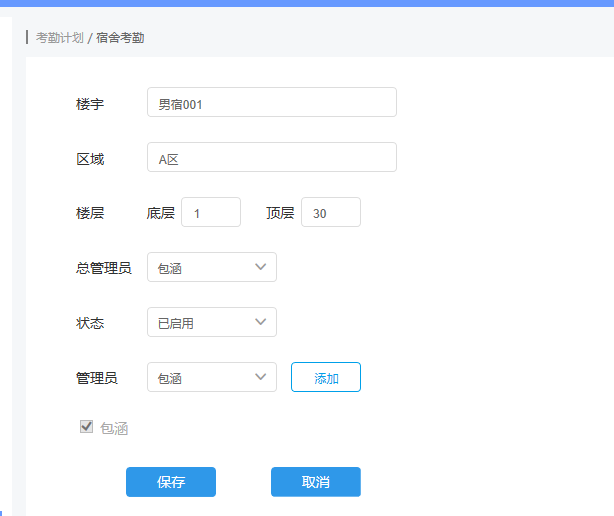 考勤计划 / 宿舍考勤
楼宇 男宿001
区域 A区
楼层 底层 1 顶层 30
总管理员 包涵
状态 已启用
管理员 包涵 添加
包涵
保存 取消